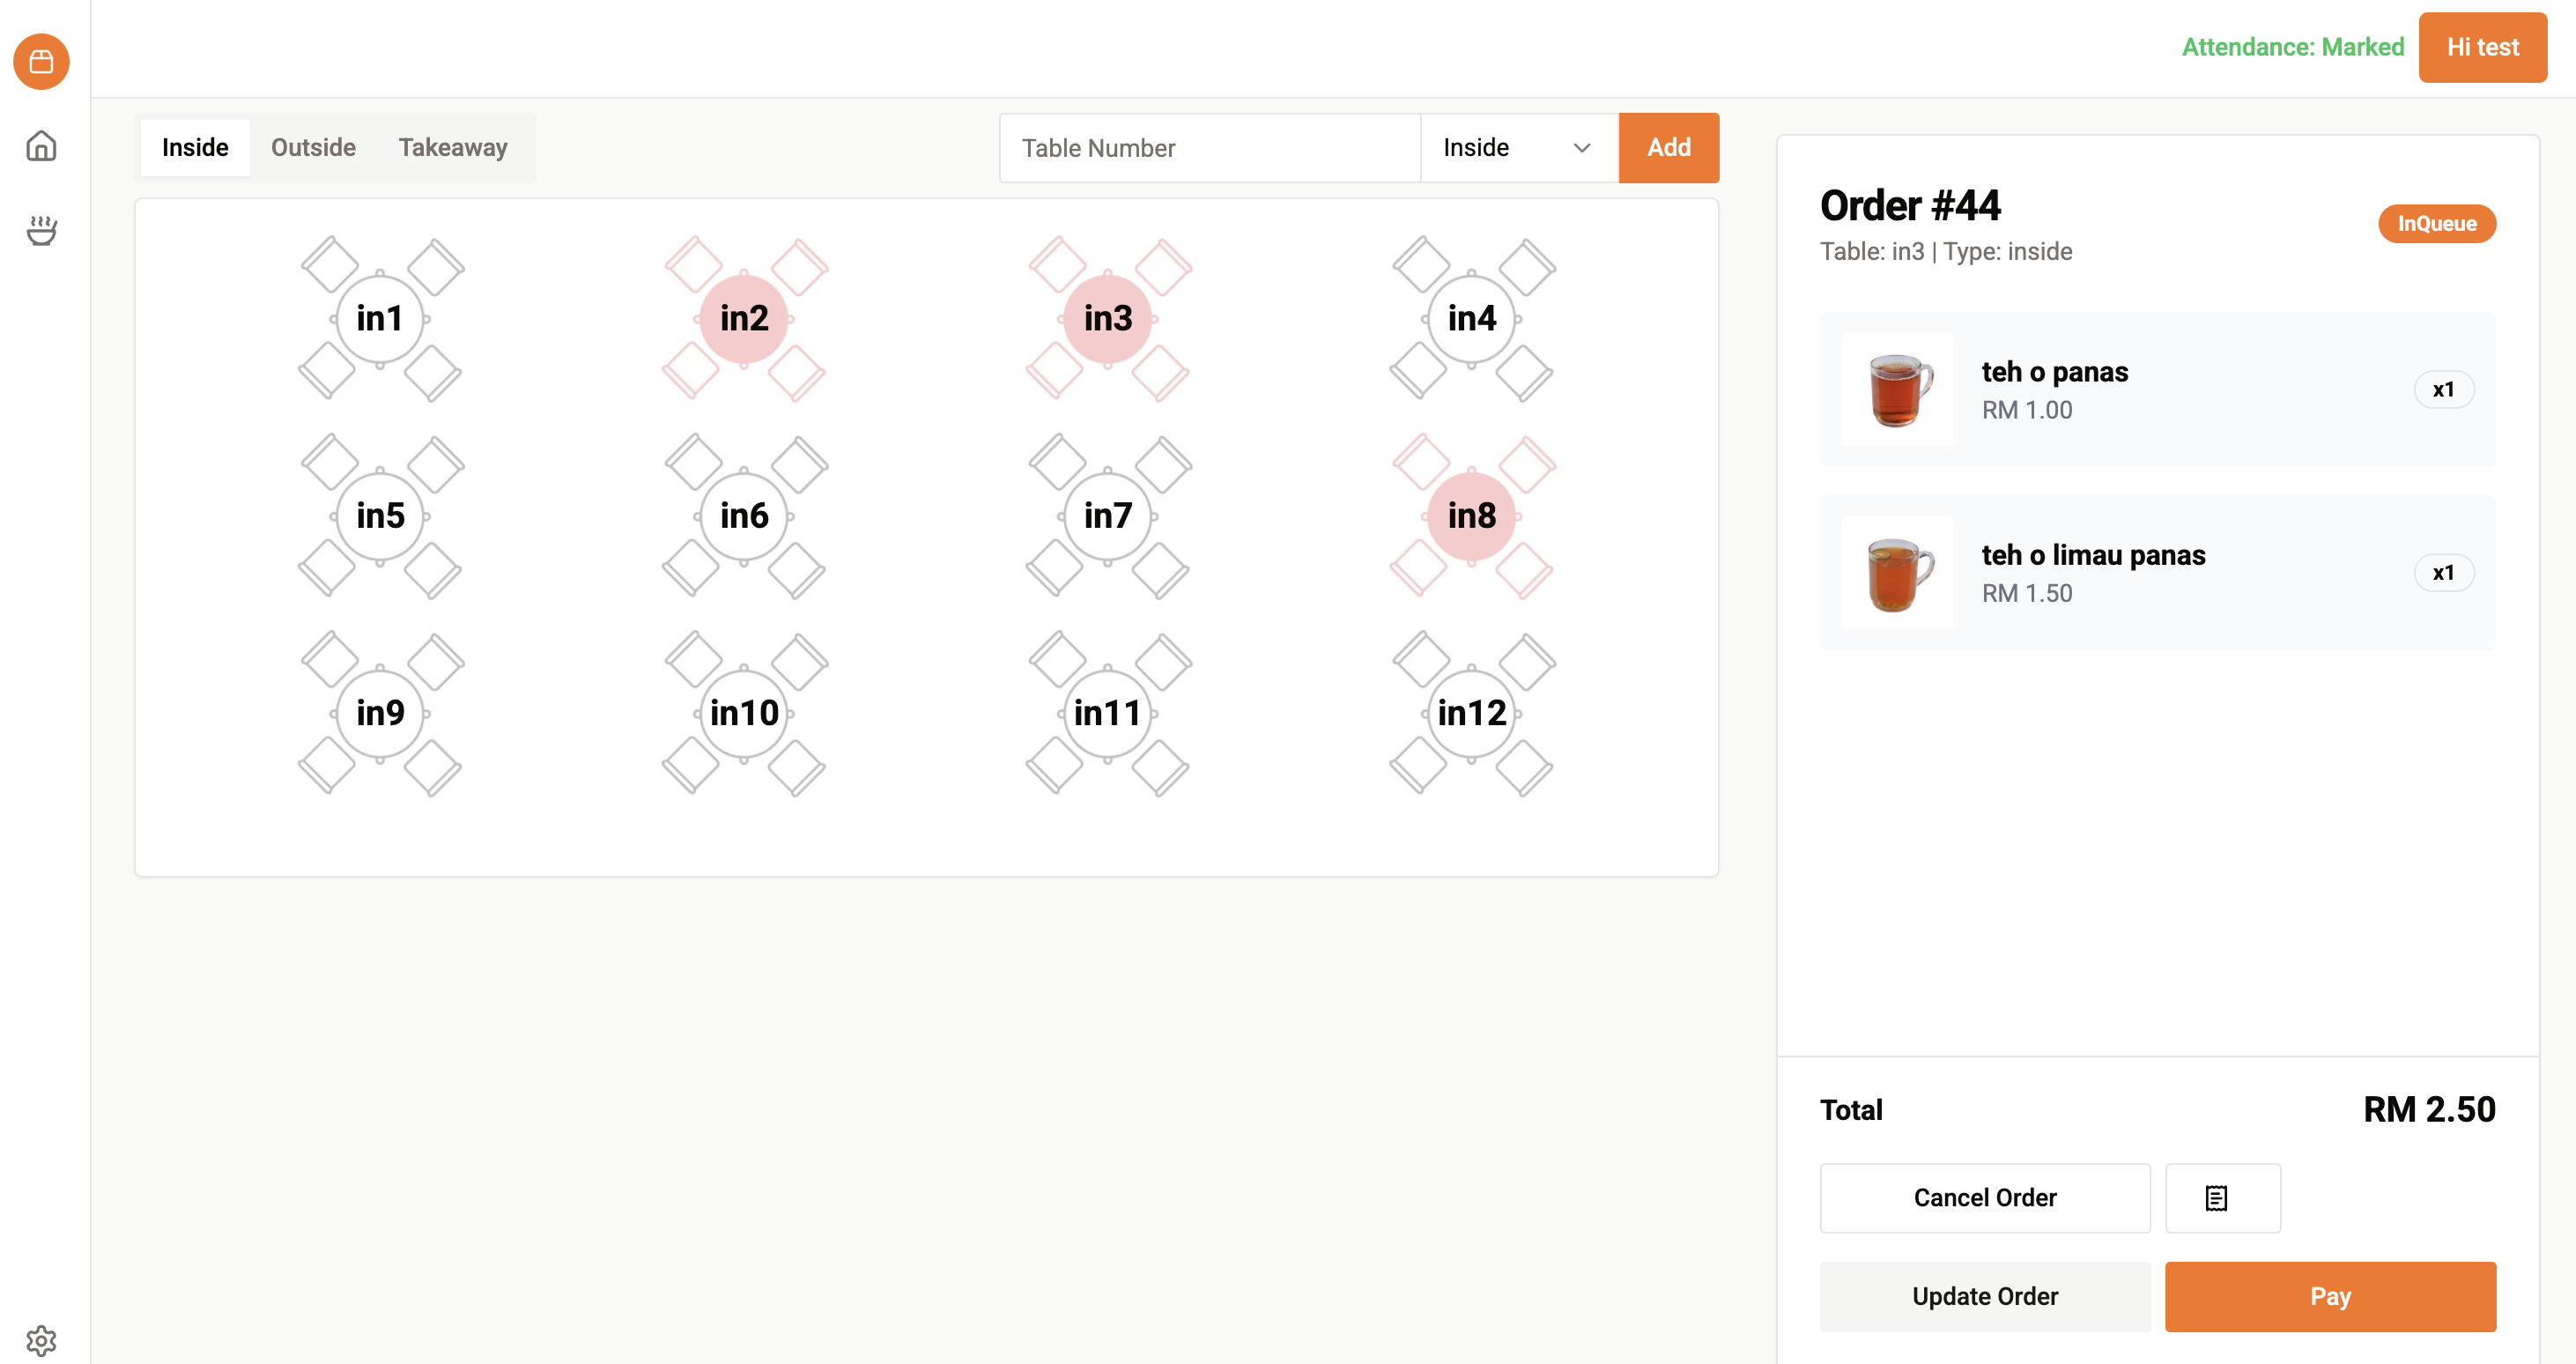 Attendance: Marked
Hi test
Inside Outside Takeaway
Table Number
Inside
Add
in1 in2 in3 in4
in5 in6 in7 in8
in9 in10 in11 in12
Order #44
InQueue
Table: in3 | Type: inside
teh o panas
RM 1.00
x1
teh o limau panas
RM 1.50
x1
Total RM 2.50
Cancel Order
Update Order
Pay